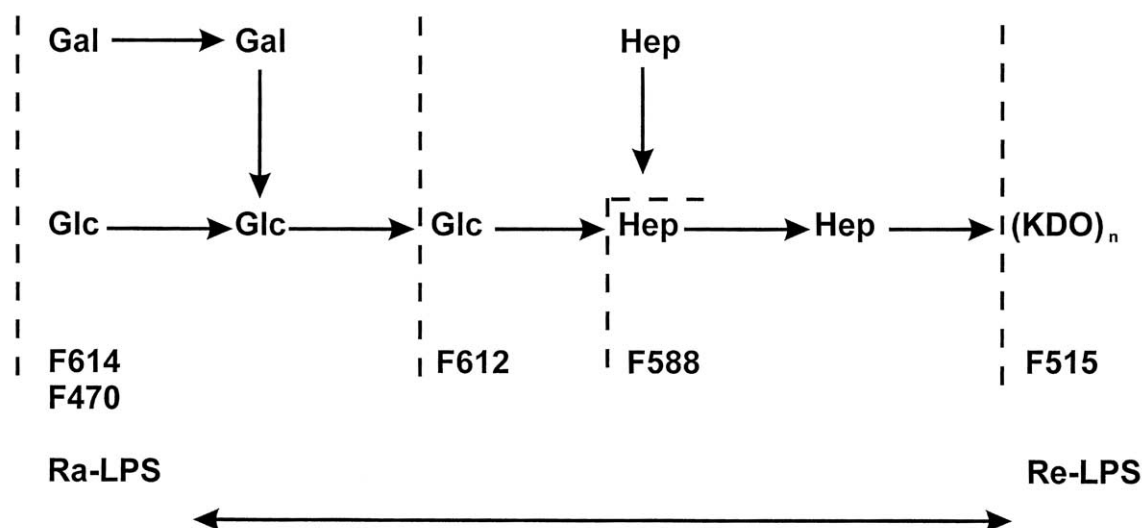 Gal Gal Hep
Glc Glc Glc Hep Hep (KDO)n
F614 F612 F588 F515
F470
Ra-LPS Re-LPS